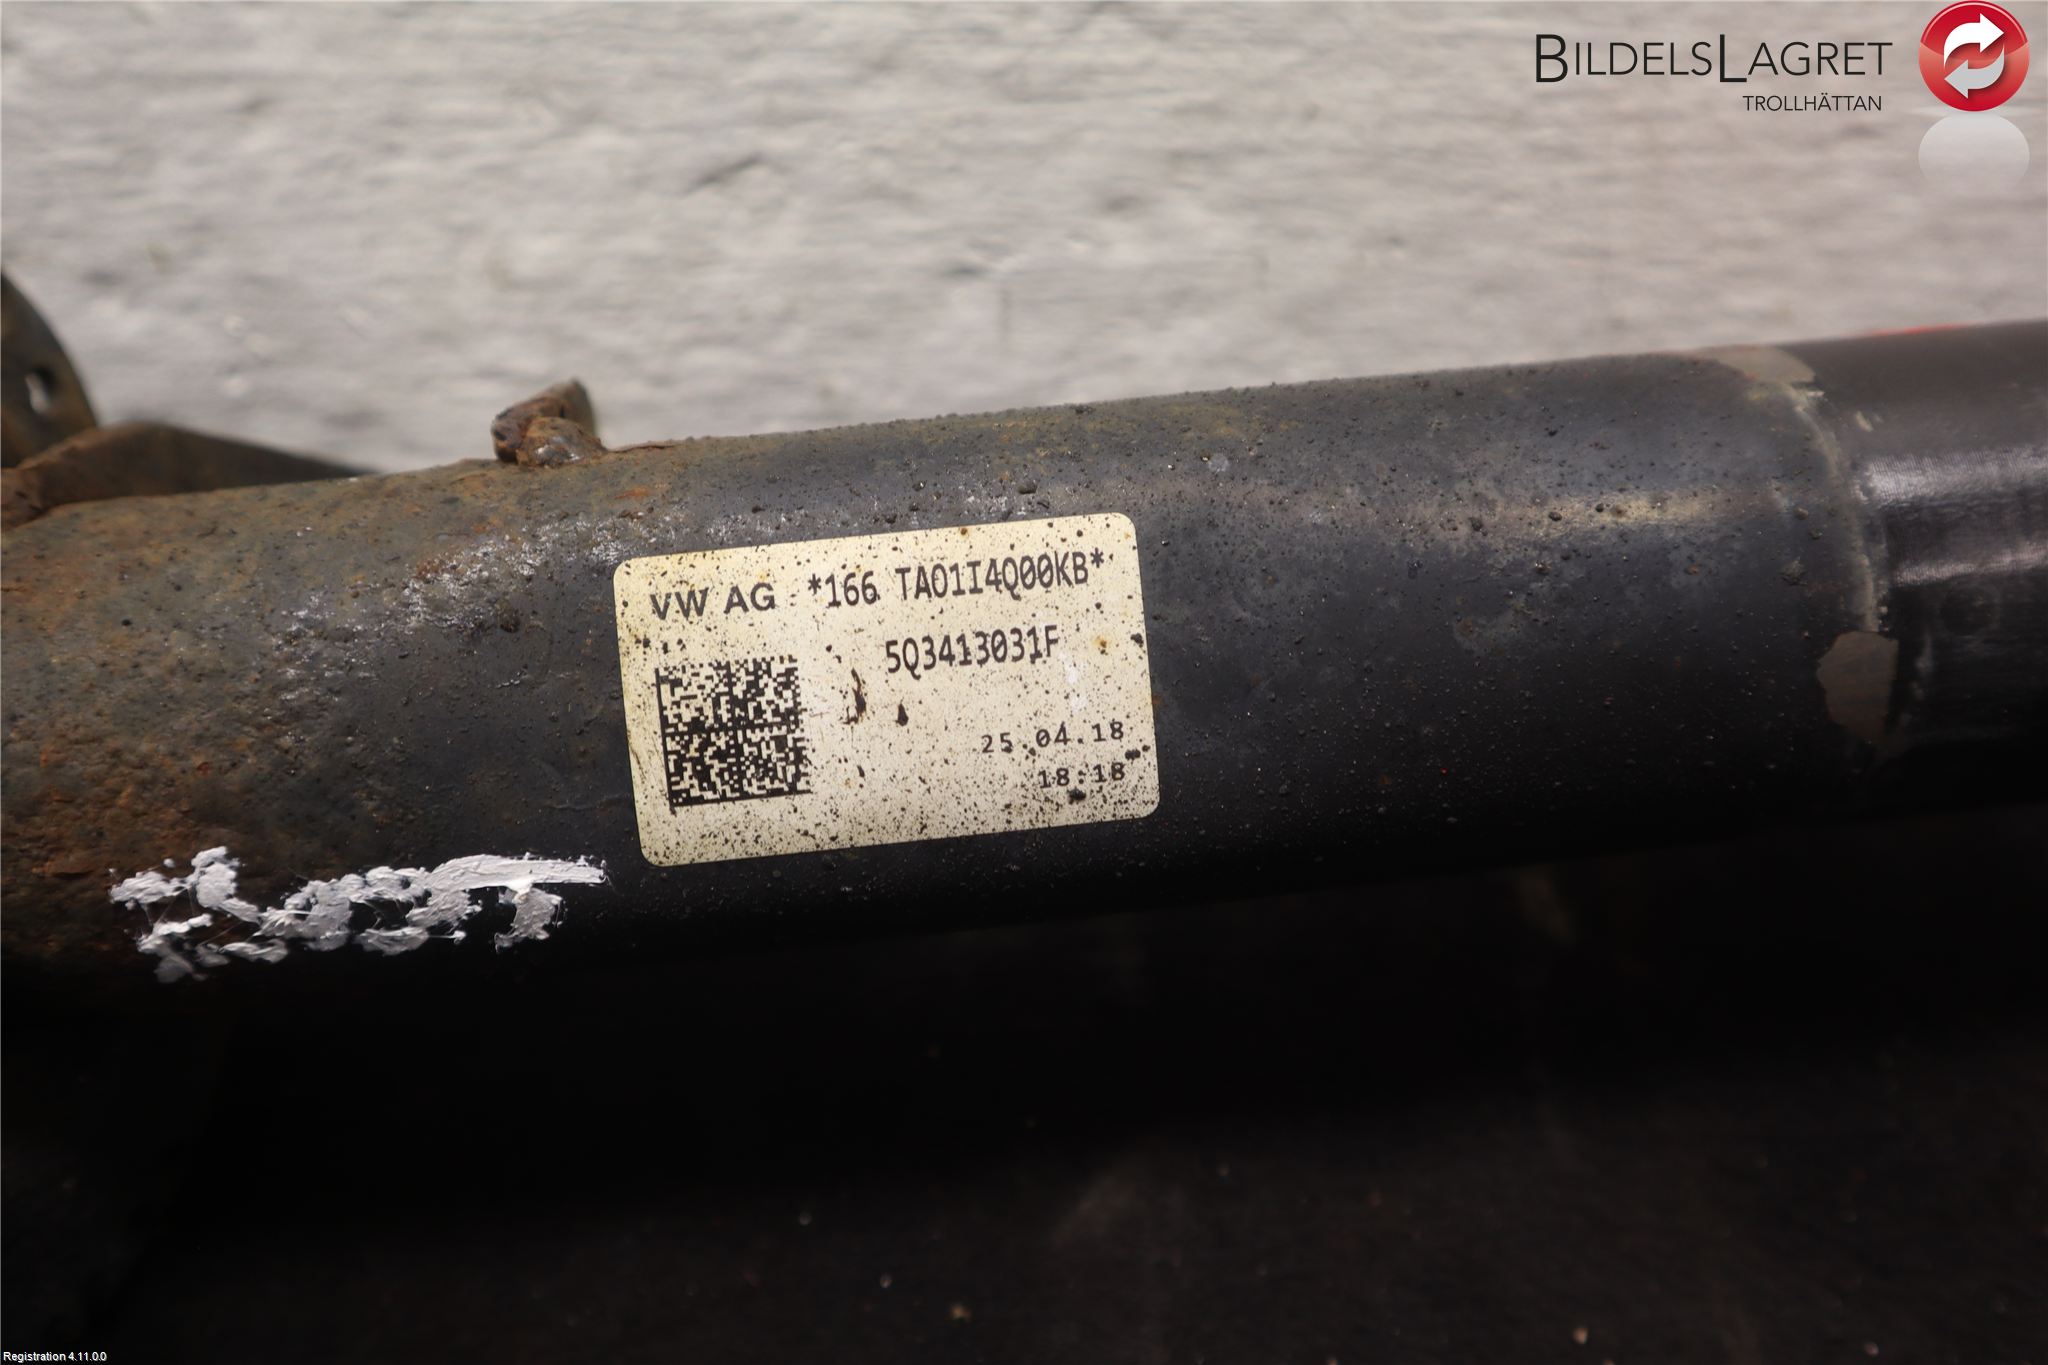 BILDELSLAGRET
TROLLHÄTTAN
VW AG *166 TA01I4Q00KB*
5Q3413031F
25.04.18
18:18
Registration 4.11.0.0